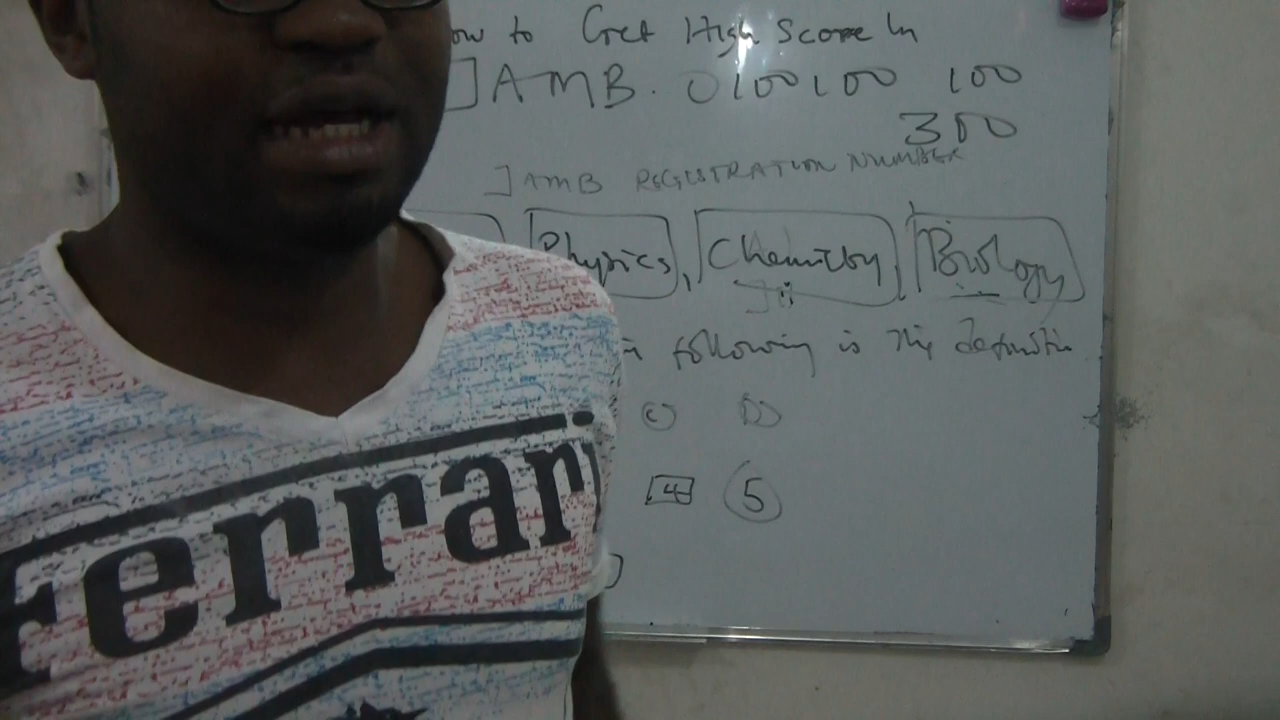 ow to Get High Score In
JAMB. 0100100 100
300
JAMB REGISTRATION NUMBER
Physics, Chemistry, Biology
following is the definition
(C) D)
4 5
Ferrari